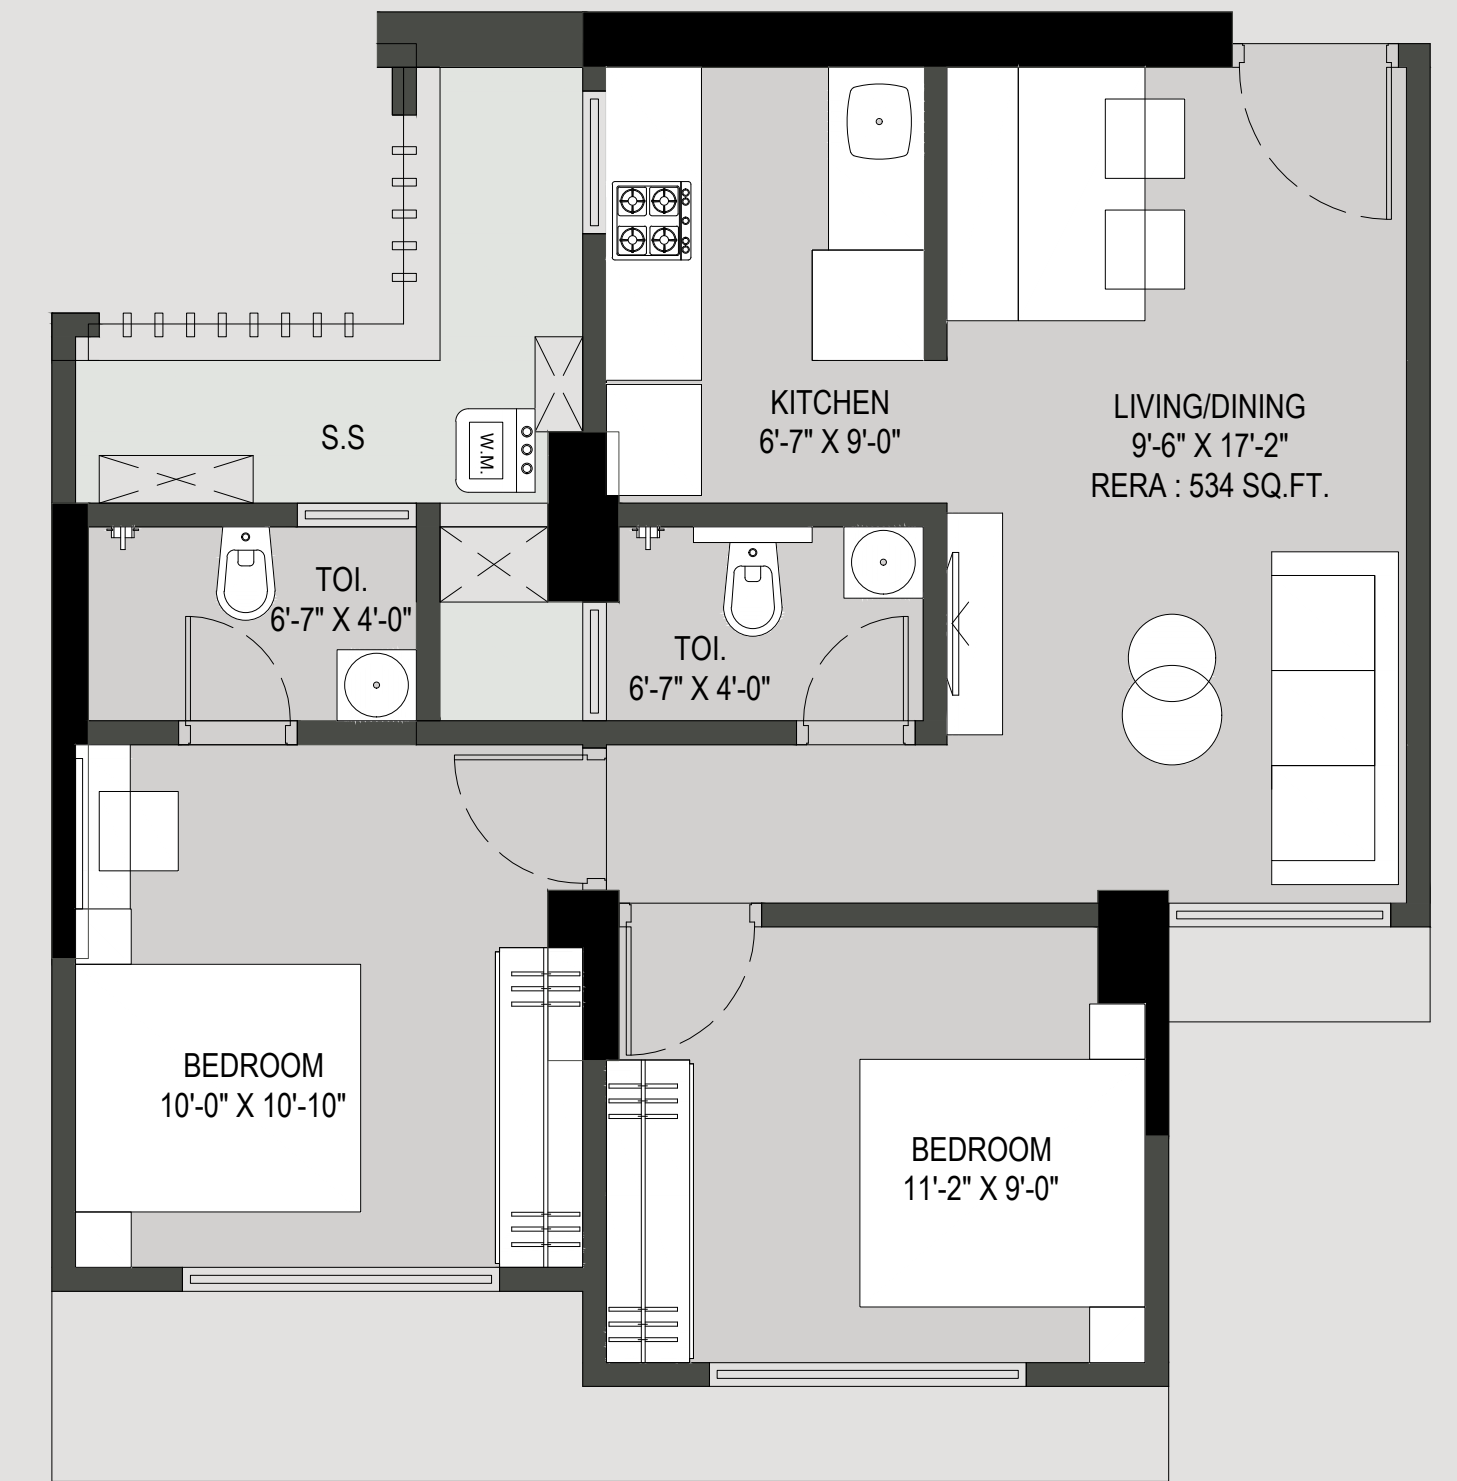 KITCHEN
6'-7" X 9'-0"
LIVING/DINING
9'-6" X 17'-2"
RERA : 534 SQ.FT.
S.S
W.M.
TOI.
6'-7" X 4'-0"
TOI.
6'-7" X 4'-0"
BEDROOM
10'-0" X 10'-10"
BEDROOM
11'-2" X 9'-0"